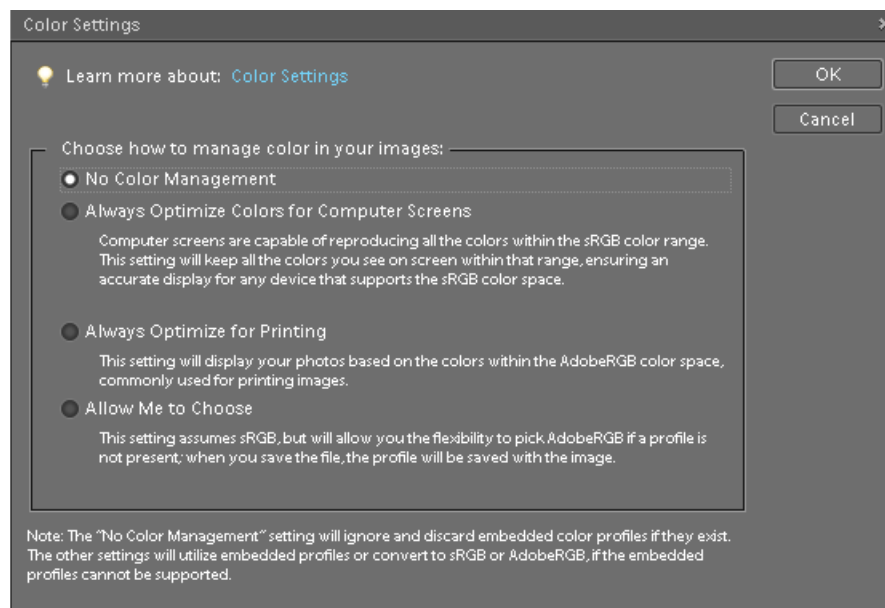 Color Settings
Learn more about: Color Settings
OK
Cancel
Choose how to manage color in your images:
No Color Management
Always Optimize Colors for Computer Screens
Computer screens are capable of reproducing all the colors within the sRGB color range.
This setting will keep all the colors you see on screen within that range, ensuring an
accurate display for any device that supports the sRGB color space.
Always Optimize for Printing
This setting will display your photos based on the colors within the AdobeRGB color space,
commonly used for printing images.
Allow Me to Choose
This setting assumes sRGB, but will allow you the flexibility to pick AdobeRGB if a profile is
not present; when you save the file, the profile will be saved with the image.
Note: The "No Color Management" setting will ignore and discard embedded color profiles if they exist.
The other settings will utilize embedded profiles or convert to sRGB or AdobeRGB, if the embedded
profiles cannot be supported.